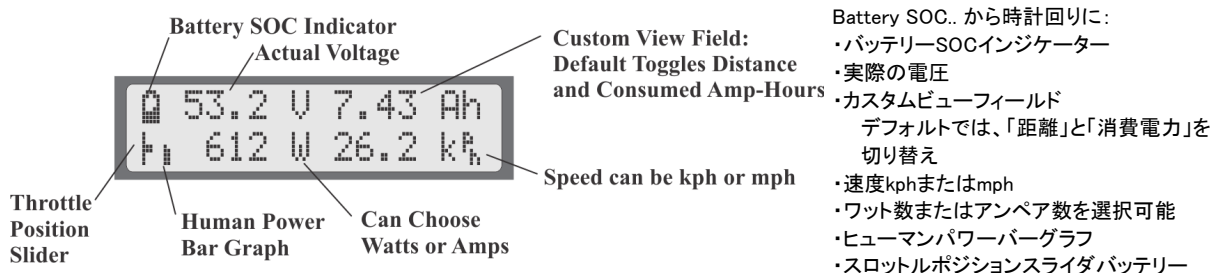 Battery SOC Indicator
Actual Voltage
Custom View Field:
Default Toggles Distance
and Consumed Amp-Hours
53.2 V 7.43 Ah
612 W 26.2 kph
Speed can be kph or mph
Throttle
Position
Slider
Human Power
Bar Graph
Can Choose
Watts or Amps
Battery SOC.. から時計回りに:
・バッテリーSOCインジケーター
・実際の電圧
・カスタムビューフィールド
デフォルトでは、「距離」と「消費電力」を
切り替え
・速度kphまたはmph
・ワット数またはアンペア数を選択可能
・ヒューマンパワーバーグラフ
・スロットルポジションスライダバッテリー